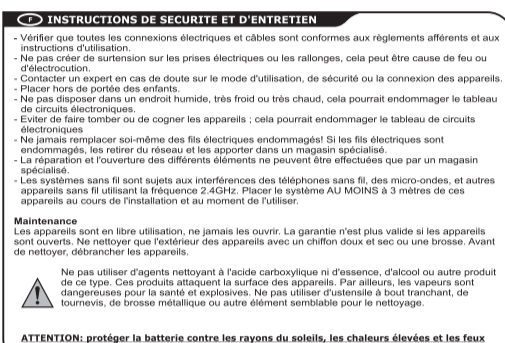 F INSTRUCTIONS DE SECURITE ET D'ENTRETIEN
- Vérifier que toutes les connexions électriques et câbles sont conformes aux règlements afférents et aux
instructions d'utilisation.
- Ne pas créer de surtension sur les prises électriques ou les rallonges, cela peut être cause de feu ou
d'électrocution.
- Contacter un expert en cas de doute sur le mode d'utilisation, de sécurité ou la connexion des appareils.
- Placer hors de portée des enfants.
- Ne pas disposer dans un endroit humide, très froid ou très chaud, cela pourrait endommager le tableau
de circuits électroniques.
- Eviter de faire tomber ou de cogner les appareils ; cela pourrait endommager le tableau de circuits
électroniques
- Ne jamais remplacer soi-même des fils électriques endommagés! Si les fils électriques sont
endommagés, les retirer du réseau et les apporter dans un magasin spécialisé.
- La réparation et l'ouverture des différents éléments ne peuvent être effectuées que par un magasin
spécialisé.
- Les systèmes sans fil sont sujets aux interférences des téléphones sans fil, des micro-ondes, et autres
appareils sans fil utilisant la fréquence 2.4GHz. Placer le système AU MOINS à 3 mètres de ces
appareils au cours de l'installation et au moment de l'utiliser.
Maintenance
Les appareils sont en libre utilisation, ne jamais les ouvrir. La garantie n'est plus valide si les appareils
sont ouverts. Ne nettoyer que l'extérieur des appareils avec un chiffon doux et sec ou une brosse. Avant
de nettoyer, débrancher les appareils.
Ne pas utiliser d'agents nettoyant à l'acide carboxylique ni d'essence, d'alcool ou autre produit
de ce type. Ces produits attaquent la surface des appareils. Par ailleurs, les vapeurs sont
dangereuses pour la santé et explosives. Ne pas utiliser d'ustensile à bout tranchant, de
tournevis, de brosse métallique ou autre élément semblable pour le nettoyage.
ATTENTION: protéger la batterie contre les rayons du soleils, les chaleurs élevées et les feux